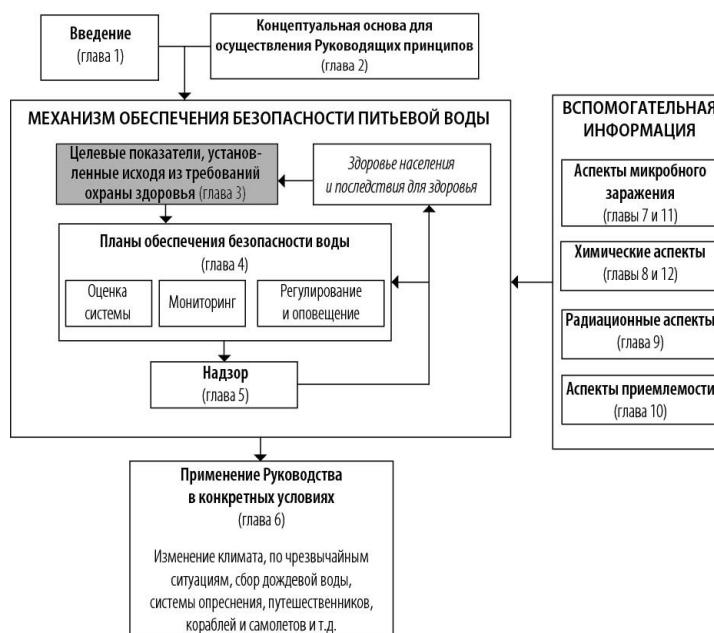 Введение
(глава 1)
Концептуальная основа для
осуществления Руководящих принципов
(глава 2)
МЕХАНИЗМ ОБЕСПЕЧЕНИЯ БЕЗОПАСНОСТИ ПИТЬЕВОЙ ВОДЫ
Целевые показатели, установ-
ленные исходя из требований
охраны здоровья (глава 3)
Здоровье населения
и последствия для здоровья
Планы обеспечения безопасности воды
(глава 4)
Оценка
системы
Мониторинг
Регулирование
и оповещение
Надзор
(глава 5)
ВСПОМОГАТЕЛЬНАЯ
ИНФОРМАЦИЯ
Аспекты микробного
заражения
(главы 7 и 11)
Химические аспекты
(главы 8 и 12)
Радиационные аспекты
(глава 9)
Аспекты приемлемости
(глава 10)
Применение Руководства
в конкретных условиях
(глава 6)
Изменение климата, по чрезвычайным
ситуациям, сбор дождевой воды,
системы опреснения, путешественников,
кораблей и самолетов и т.д.